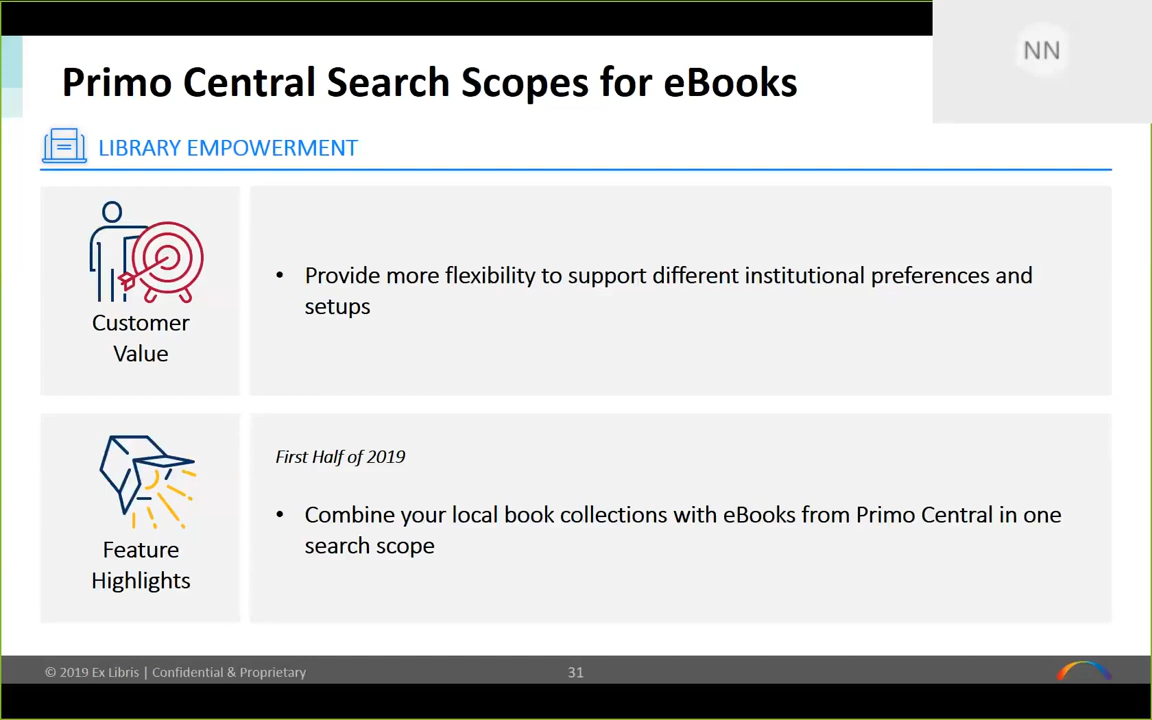 NN
Primo Central Search Scopes for eBooks
LIBRARY EMPOWERMENT
Customer
Value
• Provide more flexibility to support different institutional preferences and
setups
Feature
Highlights
First Half of 2019
• Combine your local book collections with eBooks from Primo Central in one
search scope
© 2019 Ex Libris | Confidential & Proprietary
31